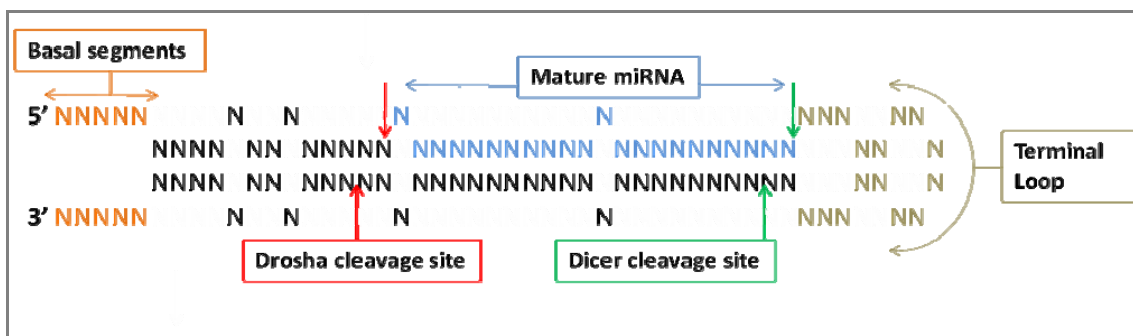 Basal segments
Mature miRNA
5’ NNNNN N N N N NNN NN
NNNN NN NNNNN NNNNNNNNNN NNNNNNNNNN NN N
Terminal
Loop
NNNN NN NNNNN NNNNNNNNNN NNNNNNNNNN NN N
3’ NNNNN N N N N NNN NN
Drosha cleavage site
Dicer cleavage site